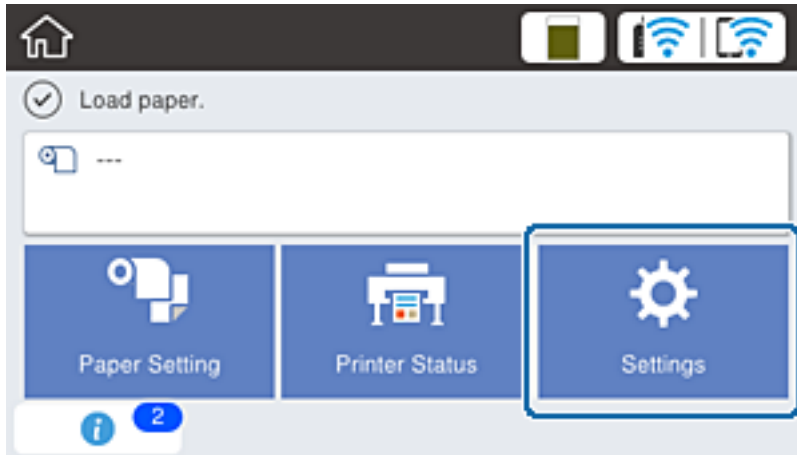 Load paper.
---
Paper Setting
Printer Status
Settings
i
2